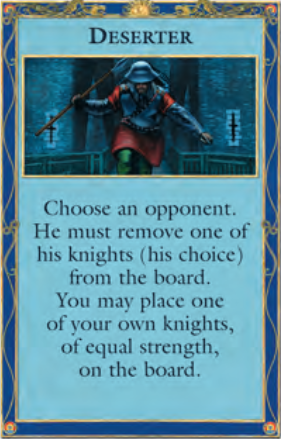 DESERTER
Choose an opponent.
He must remove one of
his knights (his choice)
from the board.
You may place one
of your own knights,
of equal strength,
on the board.